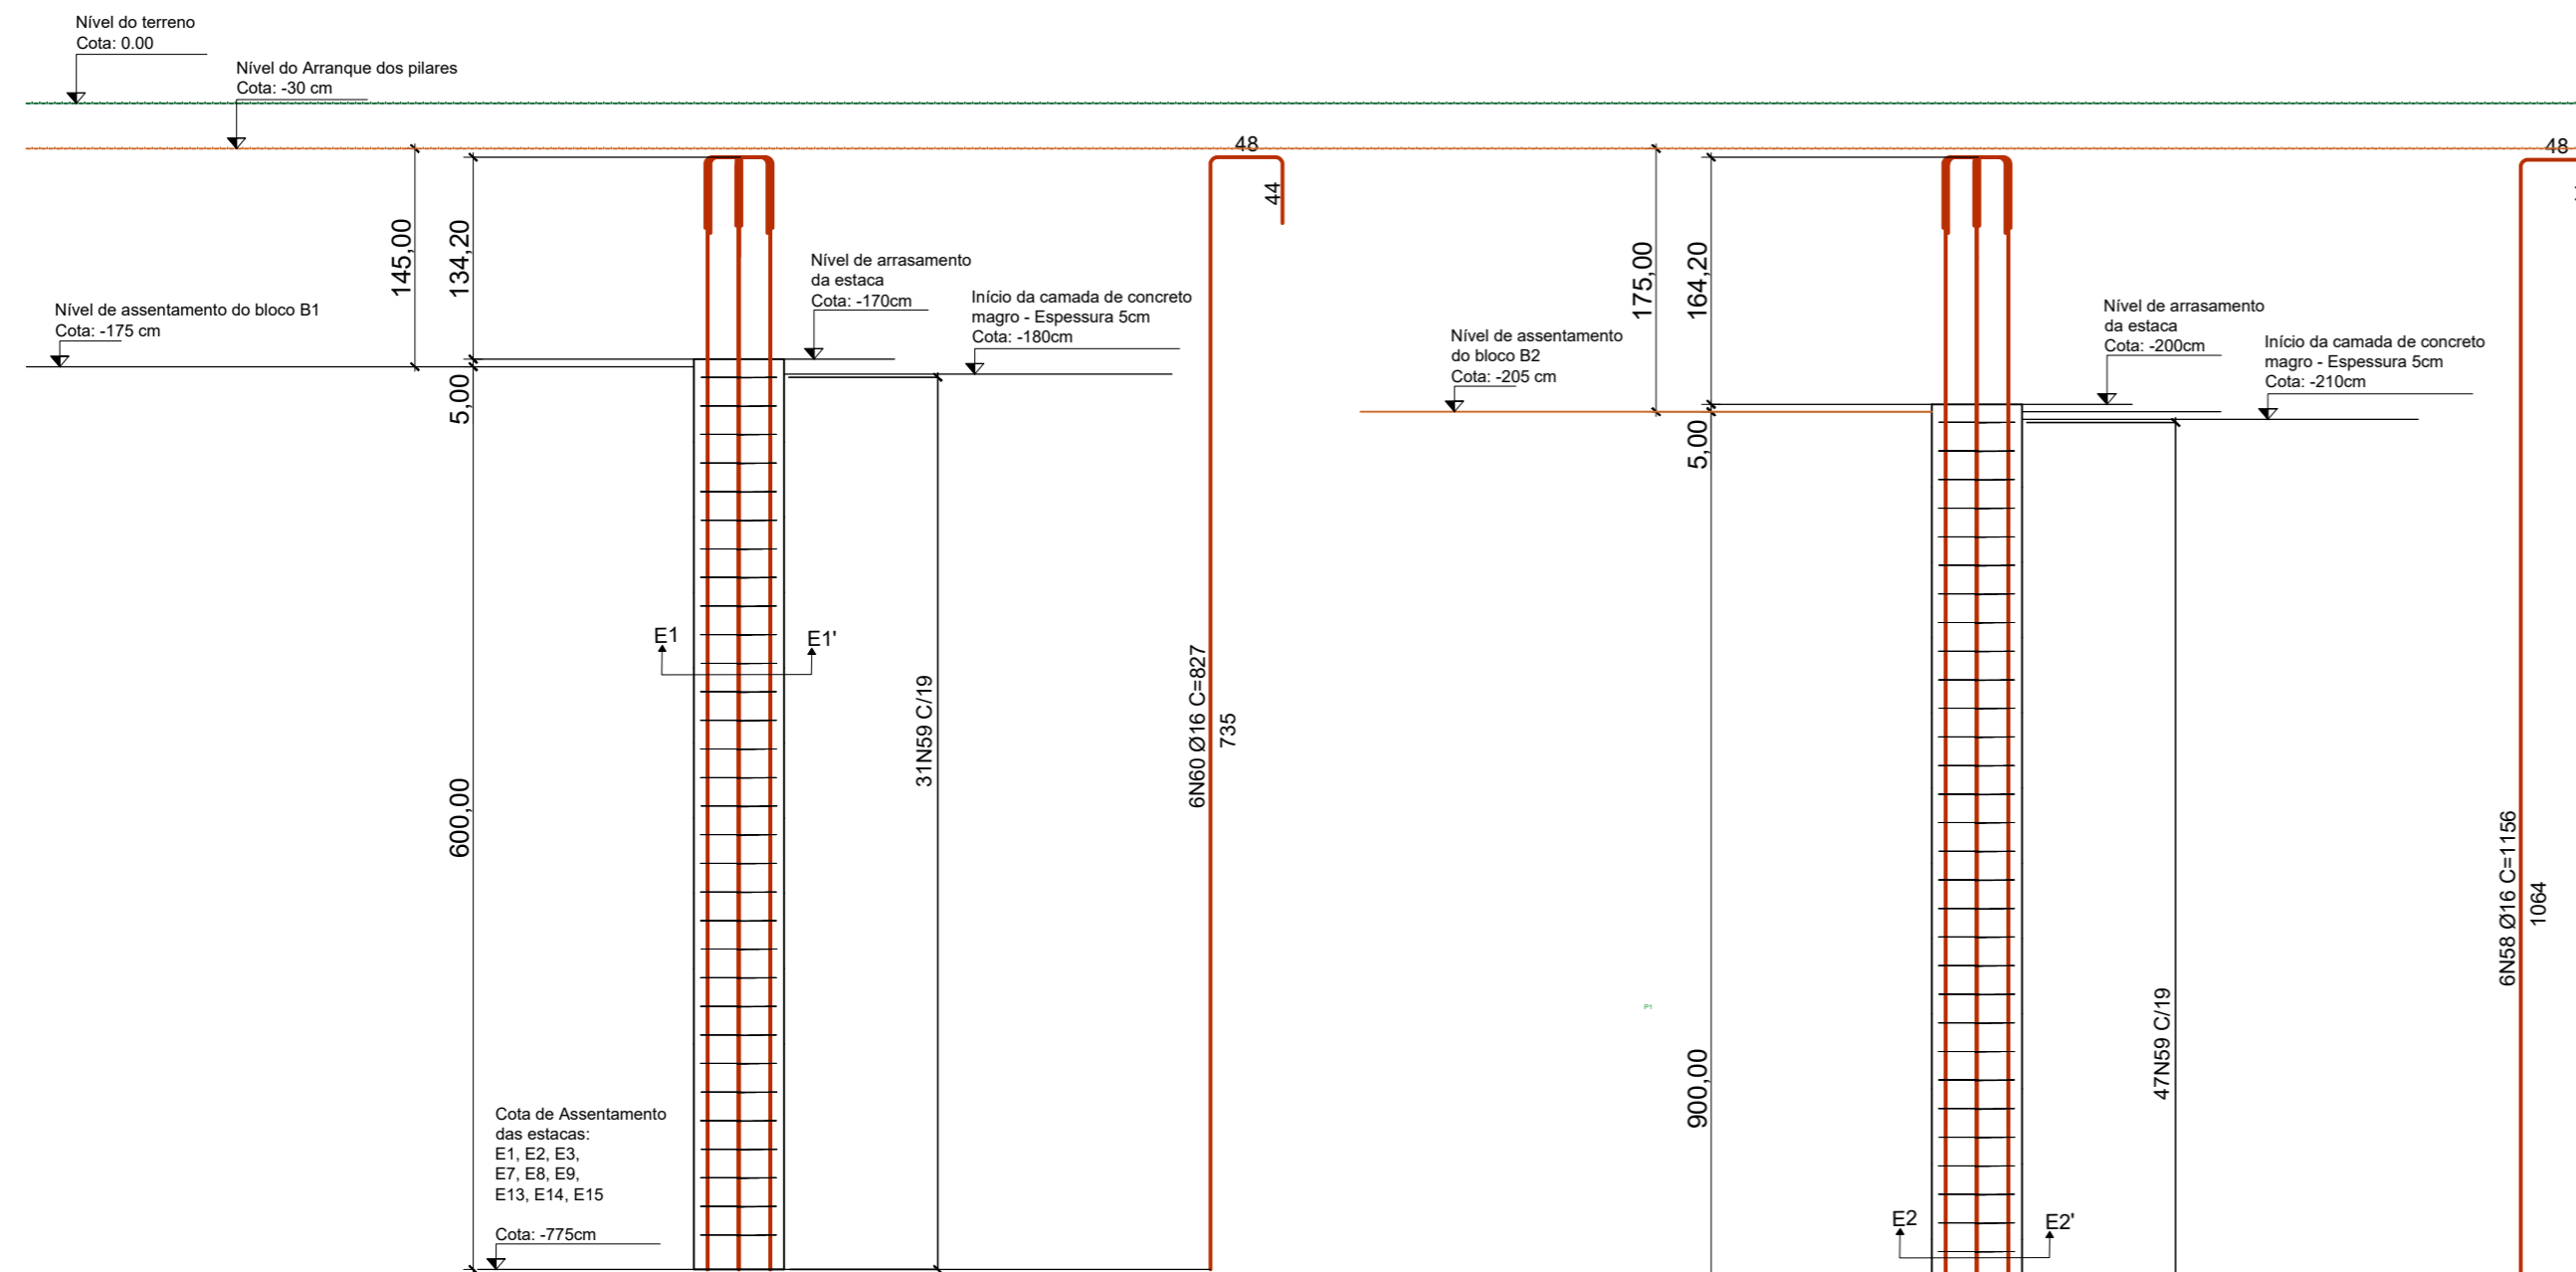 Nível do terreno
Cota: 0.00
Nível do Arranque dos pilares
Cota: -30 cm
145,00
134,20
Nível de assentamento do bloco B1
Cota: -175 cm
5,00
600,00
Nível de arrasamento
da estaca
Cota: -170cm
Início da camada de concreto
magro - Espessura 5cm
Cota: -180cm
E1
E1'
31N59 C/19
Cota de Assentamento
das estacas:
E1, E2, E3,
E7, E8, E9,
E13, E14, E15
Cota: -775cm
48
44
6N60 Ø16 C=827
735
175,00
164,20
Nível de assentamento
do bloco B2
Cota: -205 cm
5,00
900,00
P1
Nível de arrasamento
da estaca
Cota: -200cm
Início da camada de concreto
magro - Espessura 5cm
Cota: -210cm
47N59 C/19
E2
E2'
48
6N58 Ø16 C=1156
1064